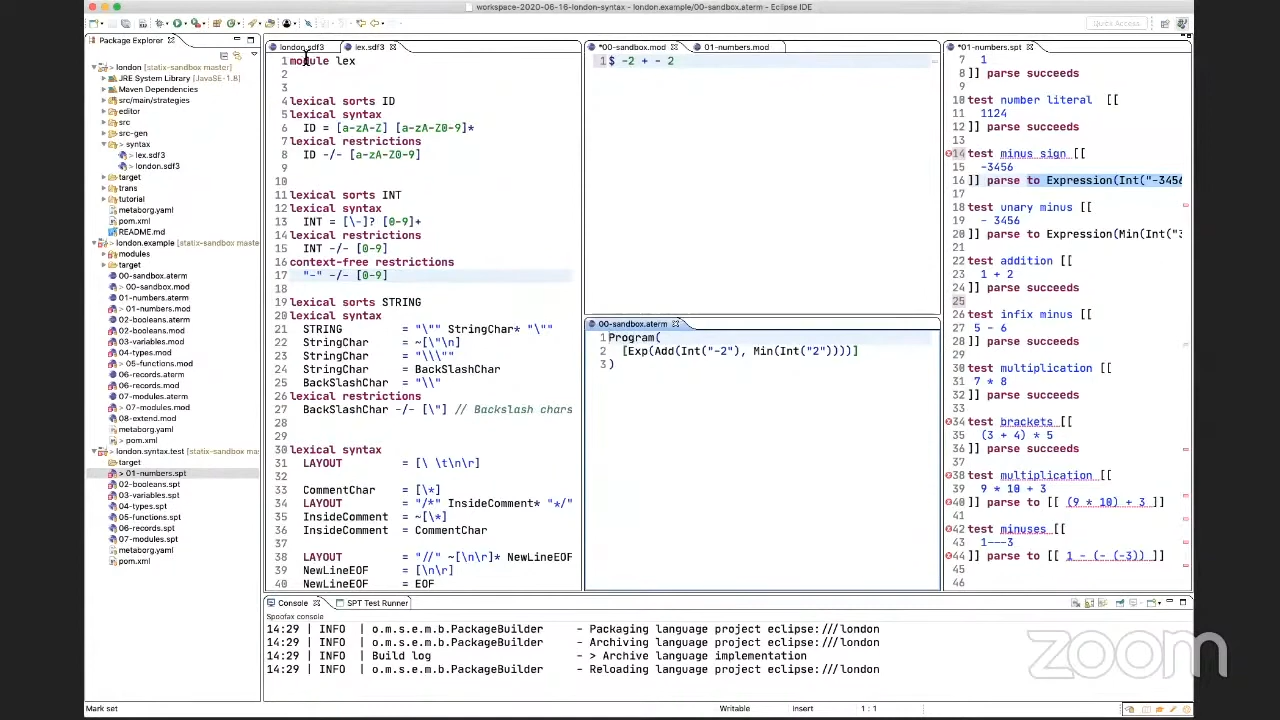 workspace-2020-06-16-london-syntax - london.example/00-sandbox.aterm - Eclipse IDE
Quick Access
Package Explorer
london [statix-sandbox master]
JRE System Library [JavaSE-1.8]
Maven Dependencies
src/main/strategies
editor
src
src-gen
> syntax
> lex.sdf3
> london.sdf3
target
trans
tutorial
metaborg.yaml
pom.xml
README.md
> london.example [statix-sandbox master
modules
target
00-sandbox.aterm
> 00-sandbox.mod
01-numbers.aterm
> 01-numbers.mod
02-booleans.aterm
02-booleans.mod
03-variables.mod
04-types.mod
> 05-functions.mod
06-records.aterm
06-records.mod
07-modules.aterm
> 07-modules.mod
08-extend.mod
metaborg.yaml
> pom.xml
> london.syntax.test [statix-sandbox mas
target
> 01-numbers.spt
02-booleans.spt
03-variables.spt
04-types.spt
05-functions.spt
06-records.spt
07-modules.spt
metaborg.yaml
pom.xml
london.sdf3
lex.sdf3
1 module lex
2
3
4 lexical sorts ID
5 lexical syntax
6 ID = [a-zA-Z] [a-zA-Z0-9]*
7 lexical restrictions
8 ID -/- [a-zA-Z0-9]
9
10
11 lexical sorts INT
12 lexical syntax
13 INT = [\-]? [0-9]+
14 lexical restrictions
15 INT -/- [0-9]
16 context-free restrictions
17 "-" -/- [0-9]
18
19 lexical sorts STRING
20 lexical syntax
21 STRING = "\"" StringChar* "\""
22 StringChar = ~[\"\n]
23 StringChar = "\\\""
24 StringChar = BackSlashChar
25 BackSlashChar = "\\"
26 lexical restrictions
27 BackSlashChar -/- [\"] // Backslash chars
28
29
30 lexical syntax
31 LAYOUT = [\ \t\n\r]
32
33 CommentChar = [\*]
34 LAYOUT = "/*" InsideComment* "*/"
35 InsideComment = ~[\*]
36 InsideComment = CommentChar
37
38 LAYOUT = "//" ~[\n\r]* NewLineEOF
39 NewLineEOF = [\n\r]
40 NewLineEOF = EOF
*00-sandbox.mod
01-numbers.mod
1 $ -2 + - 2
00-sandbox.aterm
1 Program(
2 [Exp(Add(Int("-2"), Min(Int("2"))))]
3 )
*01-numbers.spt
7 1
8 ]] parse succeeds
9
10 test number literal [[
11 1124
12 ]] parse succeeds
13
14 test minus sign [[
15 -3456
16 ]] parse to Expression(Int("-3456
17
18 test unary minus [[
19 - 3456
20 ]] parse to Expression(Min(Int("3
21
22 test addition [[
23 1 + 2
24 ]] parse succeeds
25
26 test infix minus [[
27 5 - 6
28 ]] parse succeeds
29
30 test multiplication [[
31 7 * 8
32 ]] parse succeeds
33
34 test brackets [[
35 (3 + 4) * 5
36 ]] parse succeeds
37
38 test multiplication [[
39 9 * 10 + 3
40 ]] parse to [[ (9 * 10) + 3 ]]
41
42 test minuses [[
43 1---3
44 ]] parse to [[ 1 - (- (-3)) ]]
45
46
Console
SPT Test Runner
Spoofax console
14:29 | INFO | o.m.s.e.m.b.PackageBuilder - Packaging language project eclipse:///london
14:29 | INFO | o.m.s.e.m.b.PackageBuilder - Archiving language project eclipse:///london
14:29 | INFO | Build log - > Archive language implementation
14:29 | INFO | o.m.s.e.m.b.PackageBuilder - Reloading language project eclipse:///london
zoom
Mark set
Writable
Insert
1 : 1